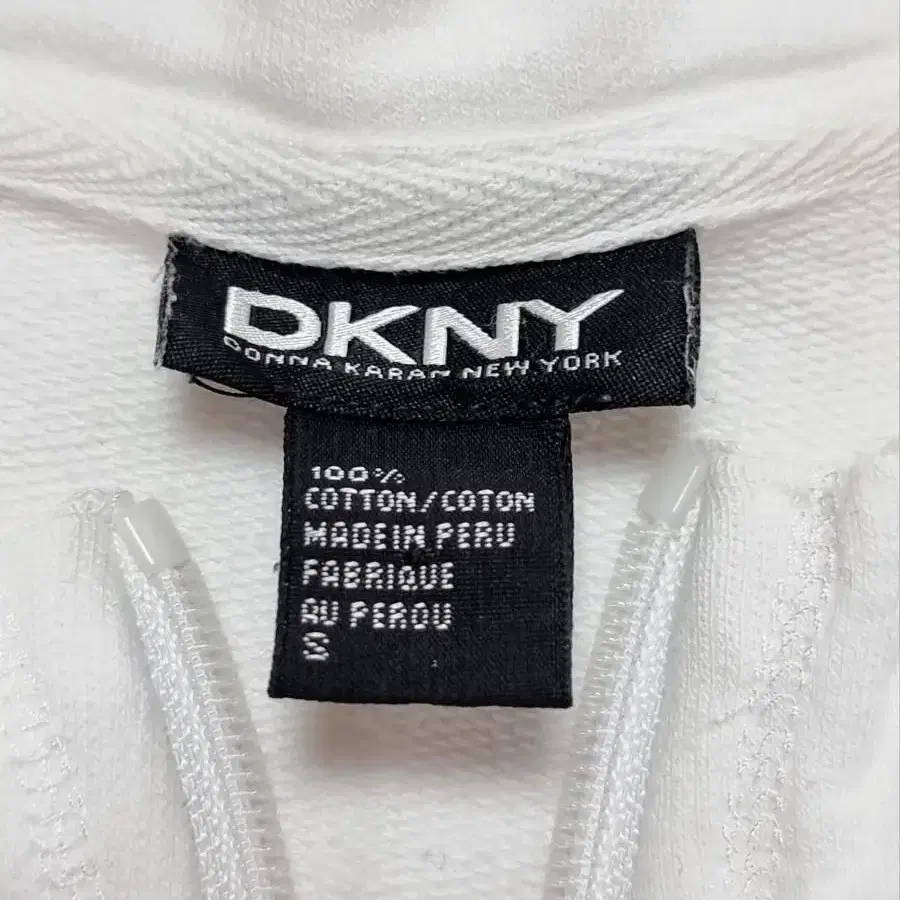 DKNY
DONNA KARAN NEW YORK
100%
COTTON/COTON
MADE IN PERU
FABRIQUE
AU PEROU
S